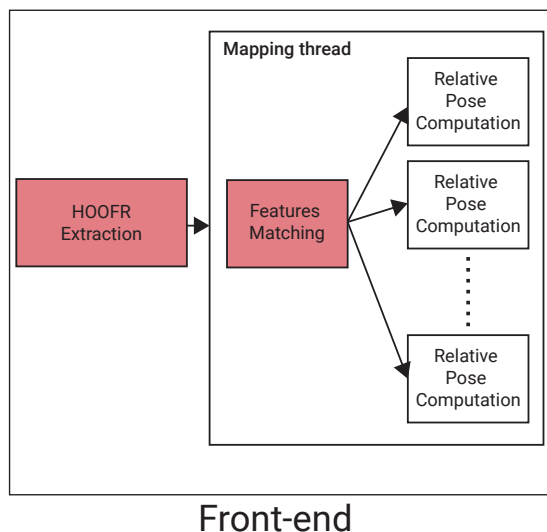 Mapping thread
Relative
Pose
Computation
HOOFR
Extraction
Features
Matching
Relative
Pose
Computation
Relative
Pose
Computation
Front-end